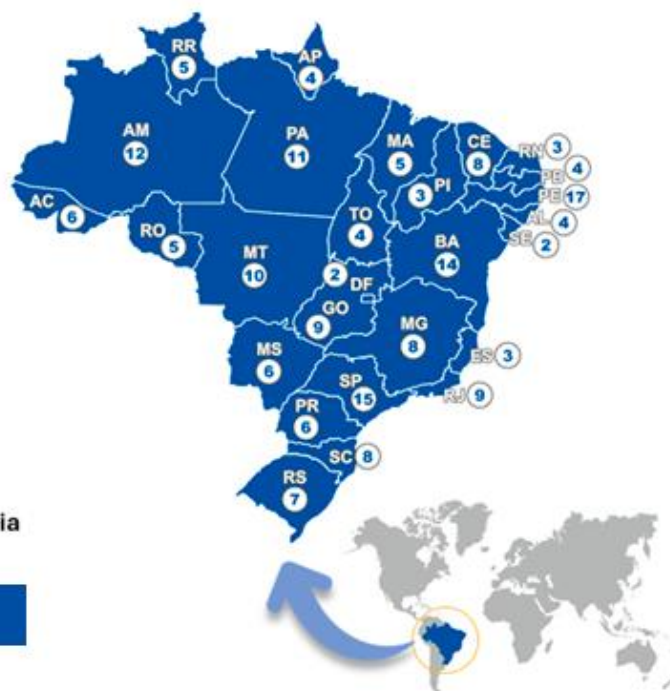 RR
5
AP
4
AM
12
PA
11
MA
5
CE
8
RN 3
PB 4
PE 17
AL 4
SE 2
PI
3
AC
6
RO
5
TO
4
MT
10
BA
14
2
DF
GO
9
MG
8
ES 3
MS
6
SP
15
RJ 9
PR
6
SC 8
RS
7
ia